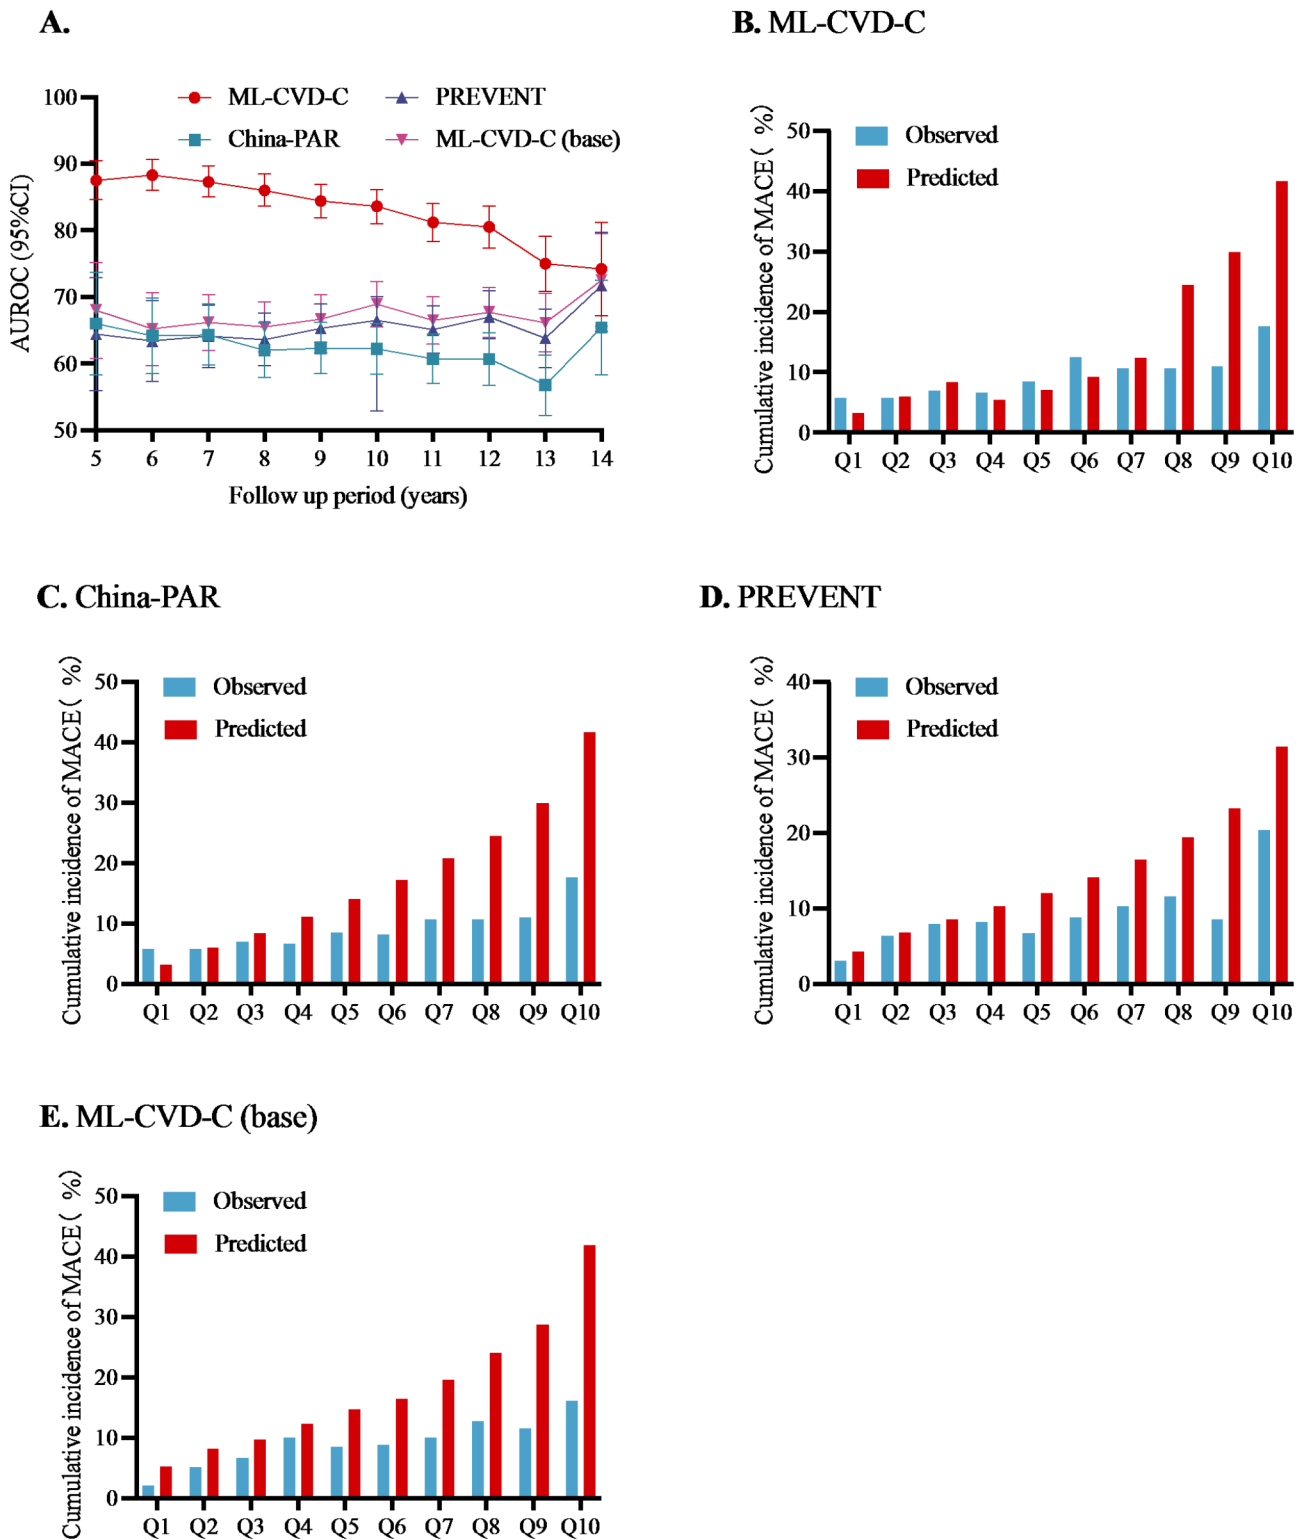 A.
ML-CVD-C
PREVENT
China-PAR
ML-CVD-C (base)
AUROC (95%CI)
100
90
80
70
60
50
5 6 7 8 9 10 11 12 13 14
Follow up period (years)
B. ML-CVD-C
Observed
Predicted
Cumulative incidence of MACE( %)
50
40
30
20
10
0
Q1 Q2 Q3 Q4 Q5 Q6 Q7 Q8 Q9 Q10
C. China-PAR
Observed
Predicted
Cumulative incidence of MACE( %)
50
40
30
20
10
0
Q1 Q2 Q3 Q4 Q5 Q6 Q7 Q8 Q9 Q10
D. PREVENT
Observed
Predicted
Cumulative incidence of MACE( %)
40
30
20
10
0
Q1 Q2 Q3 Q4 Q5 Q6 Q7 Q8 Q9 Q10
E. ML-CVD-C (base)
Observed
Predicted
Cumulative incidence of MACE( %)
50
40
30
20
10
0
Q1 Q2 Q3 Q4 Q5 Q6 Q7 Q8 Q9 Q10